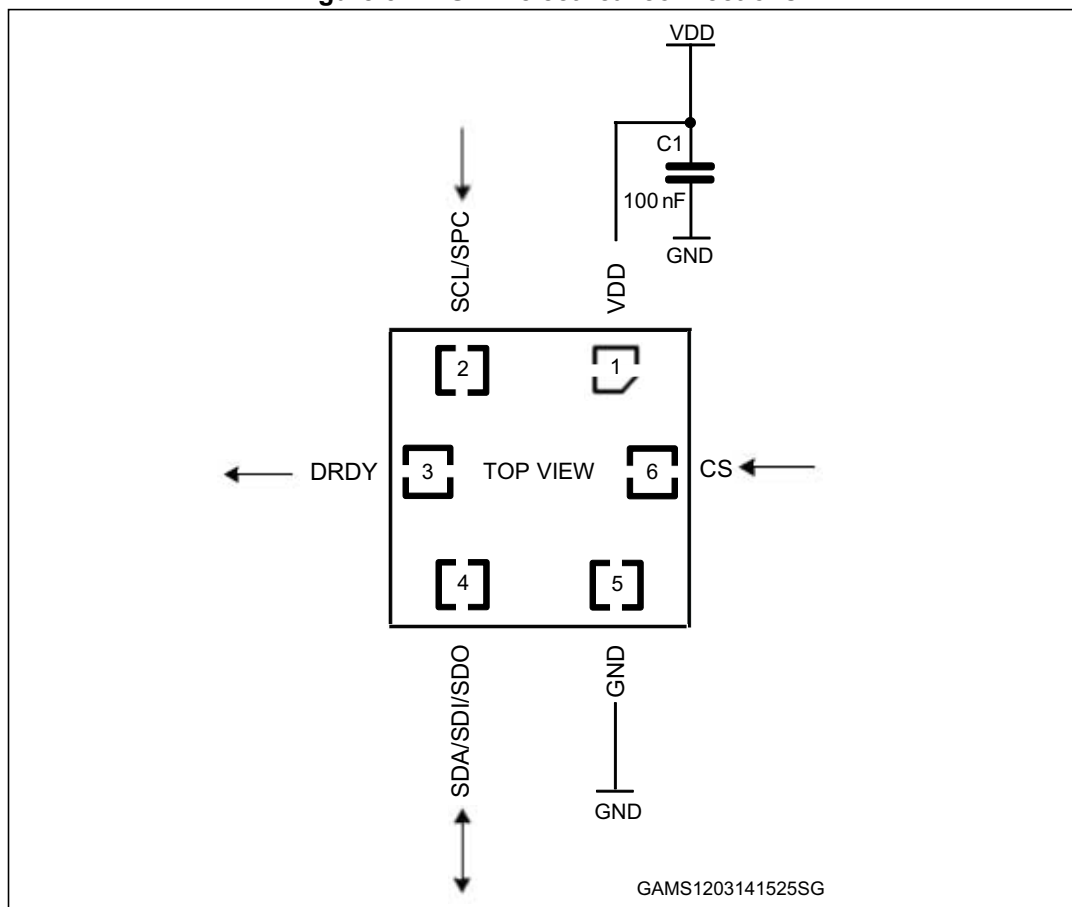 VDD
C1
100 nF
GND
SCL/SPC
VDD
2
1
DRDY
3
TOP VIEW
6
CS
4
5
SDA/SDI/SDO
GND
GND
GAMS1203141525SG